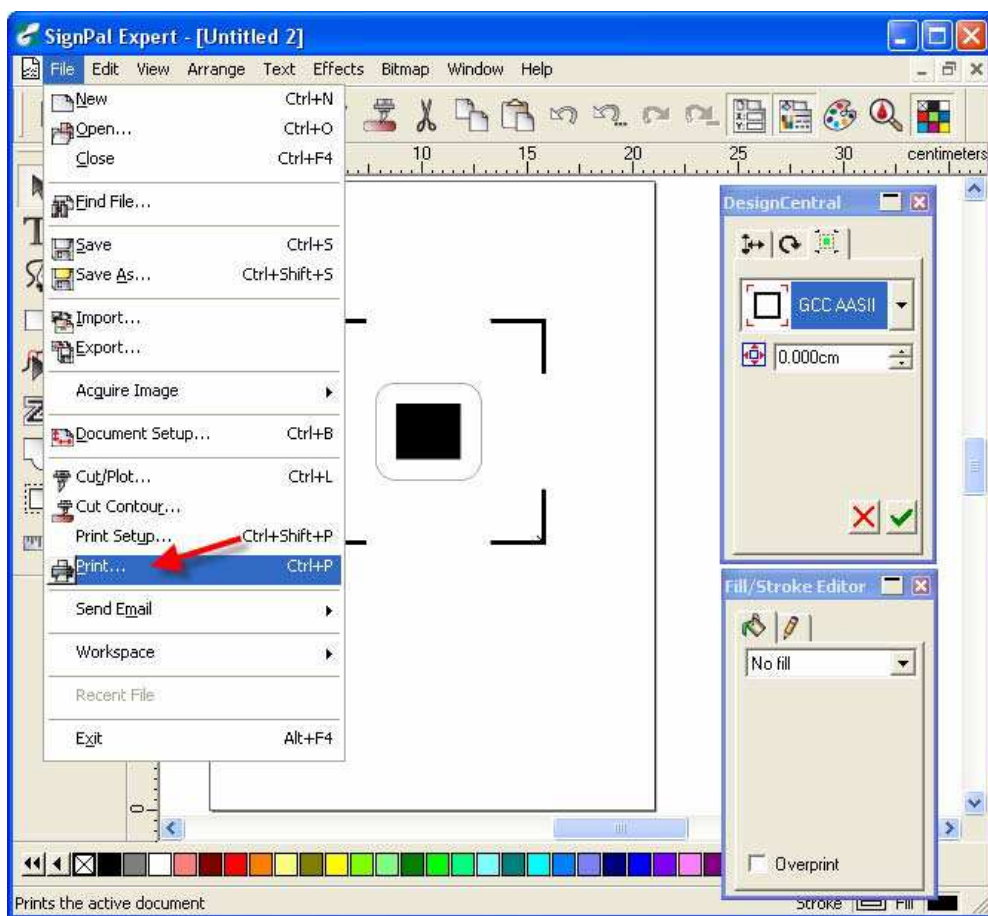 SignPal Expert - [Untitled 2]
File Edit View Arrange Text Effects Bitmap Window Help
New Ctrl+N
Open... Ctrl+O
Close Ctrl+F4
Find File...
Save Ctrl+S
Save As... Ctrl+Shift+S
Import...
Export...
Acquire Image
Document Setup... Ctrl+B
Cut/Plot... Ctrl+L
Cut Contour...
Print Setup... Ctrl+Shift+P
Print... Ctrl+P
Send Email
Workspace
Recent File
Exit Alt+F4
10 15 20 25 30 centimeters
DesignCentral
GCC AASII
0.000cm
Fill/Stroke Editor
No fill
Overprint
0
Prints the active document
Stroke Fill